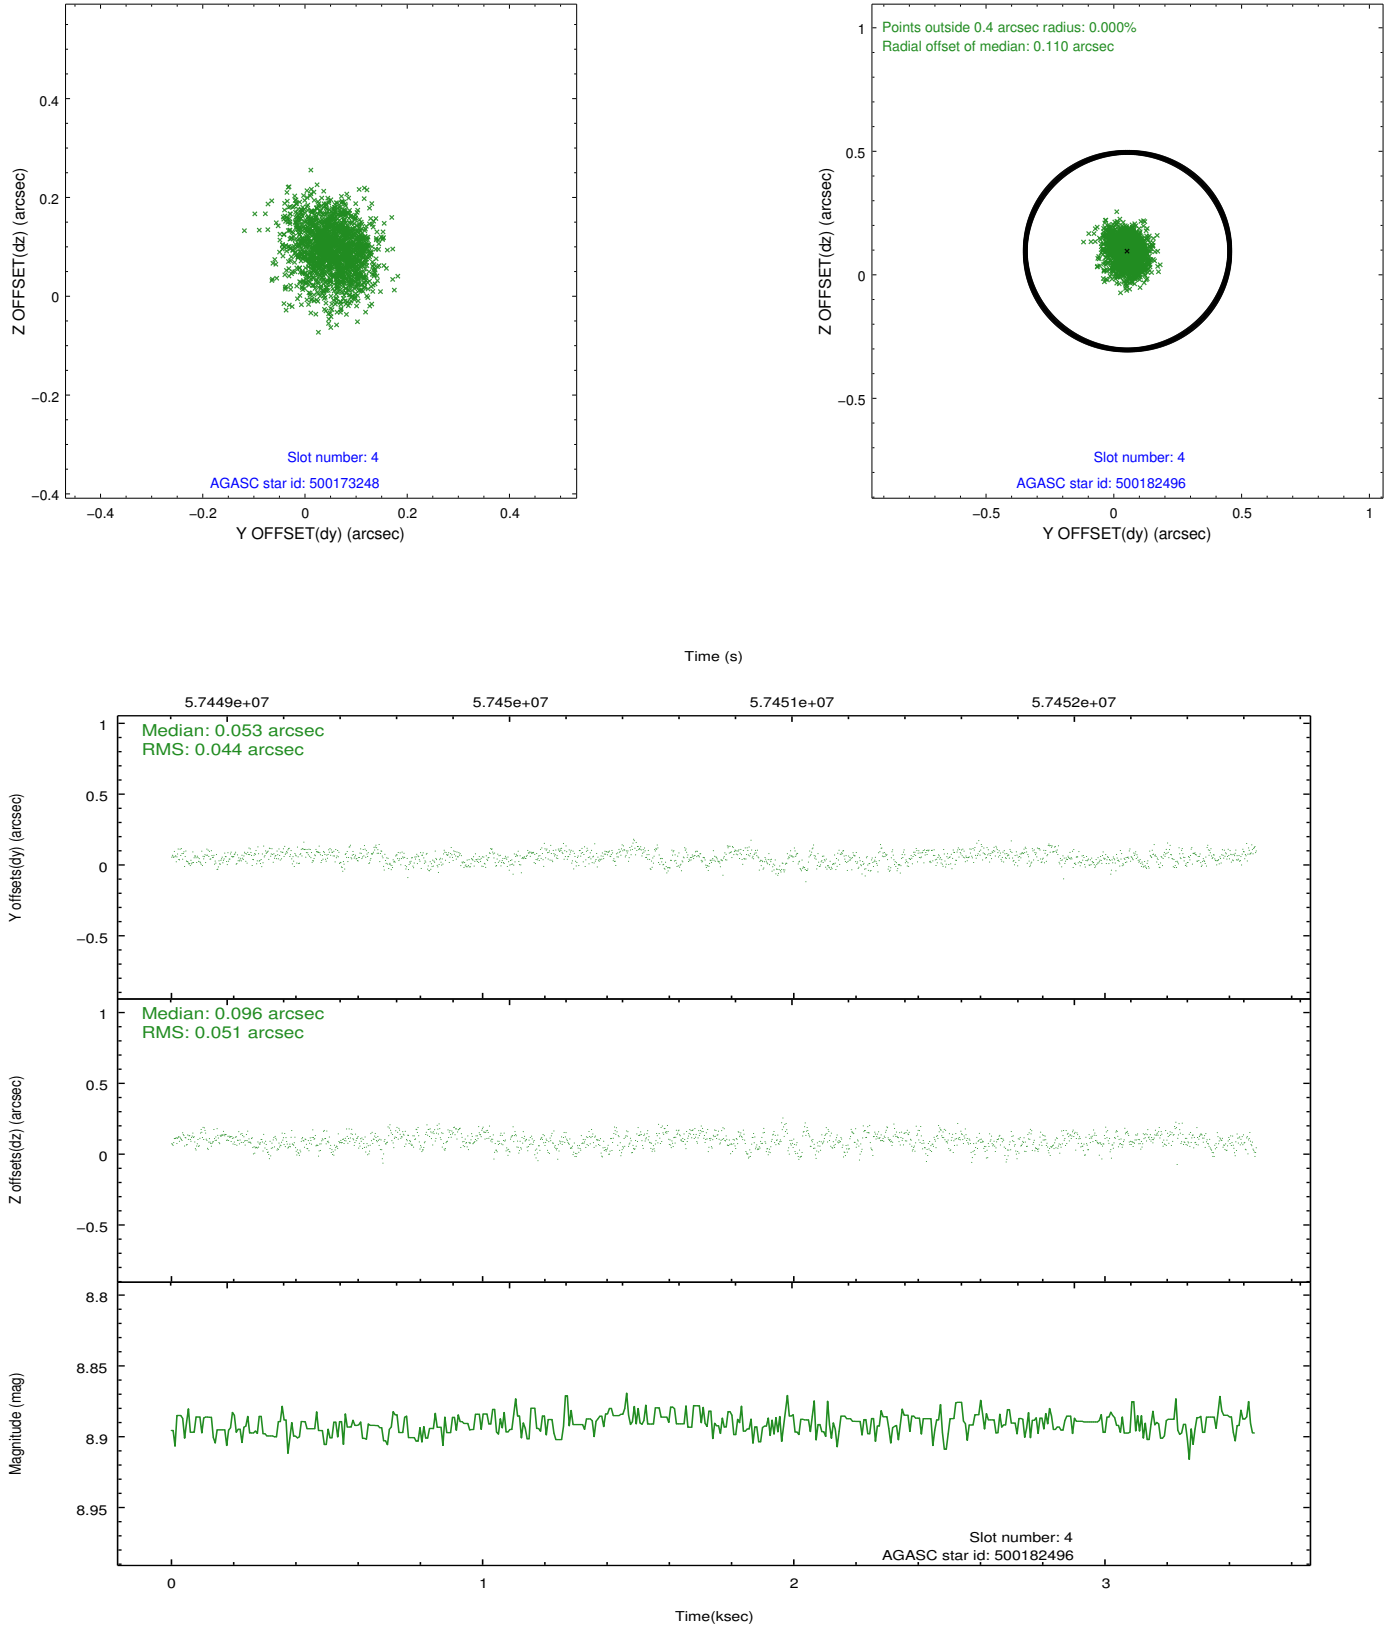 0.4
0.2
0
−0.2
−0.4
Z OFFSET(dz) (arcsec)
Slot number: 4
AGASC star id: 500173248
−0.4 −0.2 0 0.2 0.4
Y OFFSET(dy) (arcsec)
Points outside 0.4 arcsec radius: 0.000%
Radial offset of median: 0.110 arcsec
1
0.5
0
−0.5
Z OFFSET(dz) (arcsec)
Slot number: 4
AGASC star id: 500182496
−0.5 0 0.5 1
Y OFFSET(dy) (arcsec)
Time (s)
5.7449e+07 5.745e+07 5.7451e+07 5.7452e+07
Median: 0.053 arcsec
RMS: 0.044 arcsec
1
0.5
0
−0.5
Y offsets(dy) (arcsec)
Median: 0.096 arcsec
RMS: 0.051 arcsec
1
0.5
0
−0.5
Z offsets(dz) (arcsec)
8.8
8.85
8.9
8.95
Magnitude (mag)
Slot number: 4
AGASC star id: 500182496
0 1 2 3
Time(ksec)